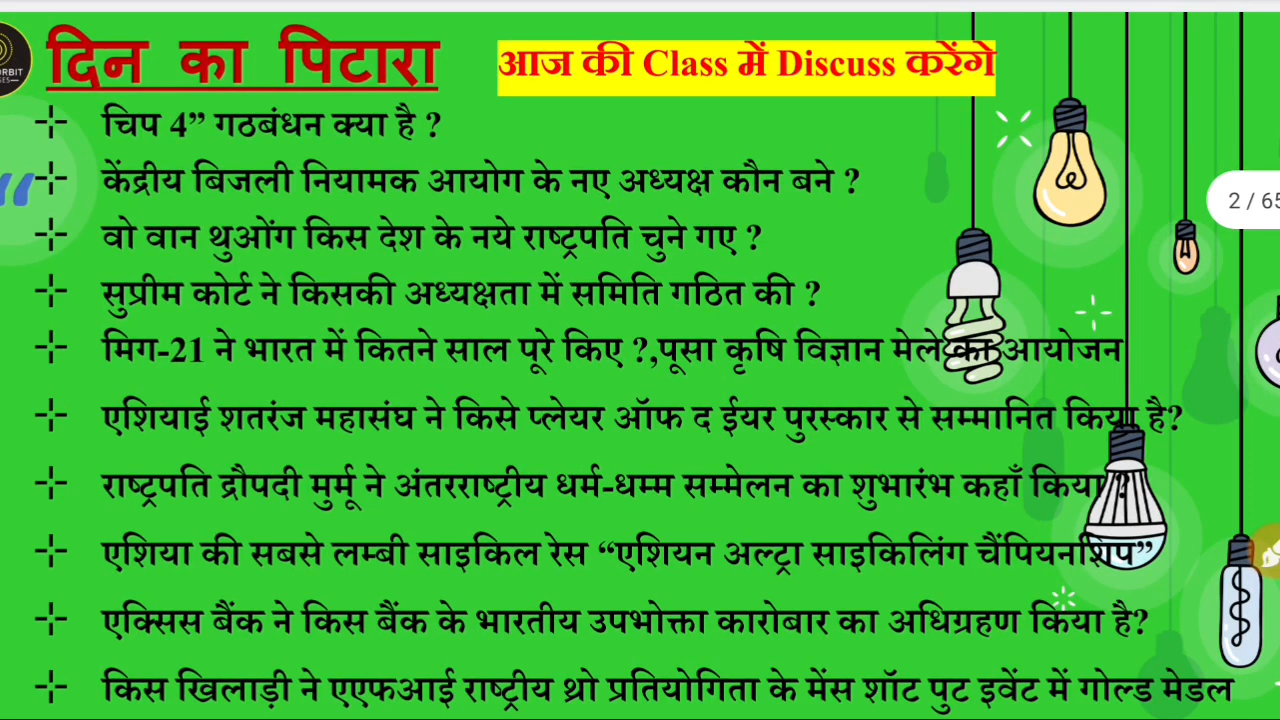 ORBIT
दिन का पिटारा
आज की Class में Discuss करेंगे
चिप 4” गठबंधन क्या है ?
केंद्रीय बिजली नियामक आयोग के नए अध्यक्ष कौन बने ?
वो वान थुओंग किस देश के नये राष्ट्रपति चुने गए ?
सुप्रीम कोर्ट ने किसकी अध्यक्षता में समिति गठित की ?
मिग-21 ने भारत में कितने साल पूरे किए ?,पूसा कृषि विज्ञान मेले का आयोजन
एशियाई शतरंज महासंघ ने किसे प्लेयर ऑफ द ईयर पुरस्कार से सम्मानित किया है?
राष्ट्रपति द्रौपदी मुर्मू ने अंतरराष्ट्रीय धर्म-धम्म सम्मेलन का शुभारंभ कहाँ किया ?
एशिया की सबसे लम्बी साइकिल रेस “एशियन अल्ट्रा साइकिलिंग चैंपियनशिप”
एक्सिस बैंक ने किस बैंक के भारतीय उपभोक्ता कारोबार का अधिग्रहण किया है?
किस खिलाड़ी ने एएफआई राष्ट्रीय थ्रो प्रतियोगिता के मेंस शॉट पुट इवेंट में गोल्ड मेडल
2 / 65